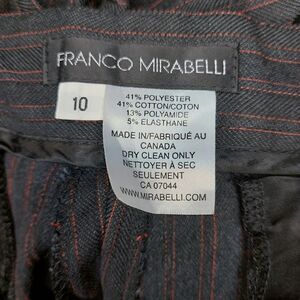 FRANCO MIRABELLI
10
41% POLYESTER
41% COTTON/COTON
13% POLYAMIDE
5% ELASTHANE
MADE IN/FABRIQUÉ AU
CANADA
DRY CLEAN ONLY
NETTOYER À SEC
SEULEMENT
CA 07044
WWW.MIRABELLI.COM